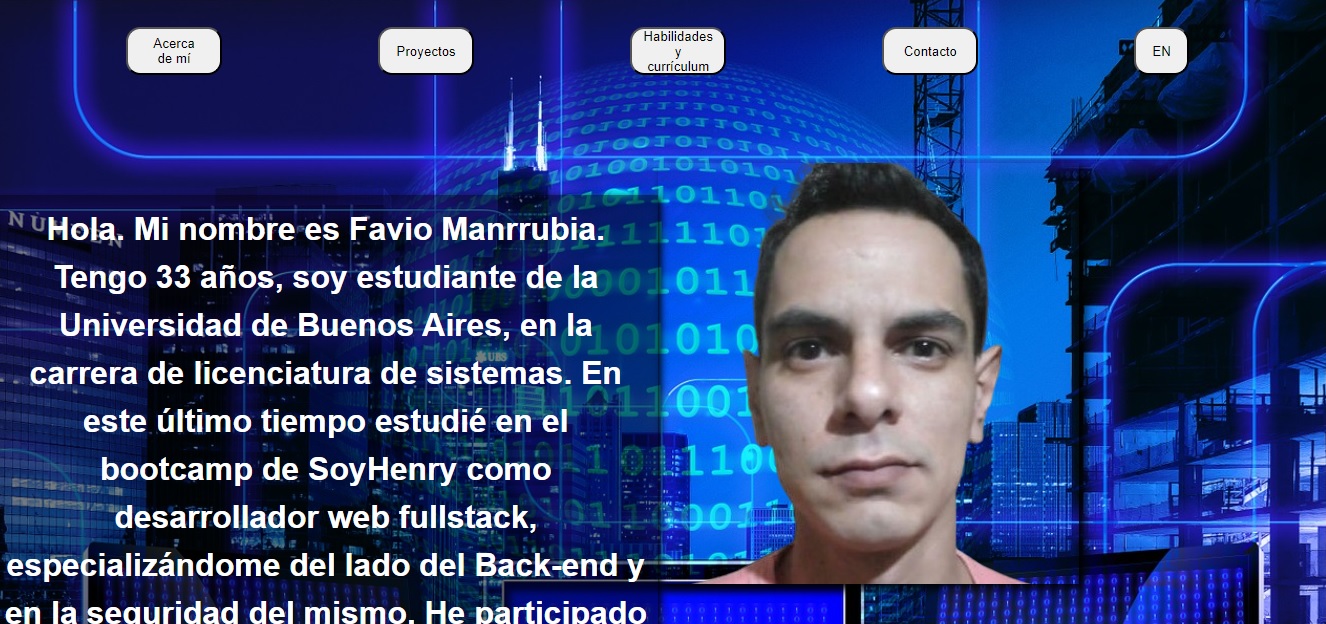 Acerca
de mí
Proyectos
Habilidades
y
currículum
Contacto
EN
Hola. Mi nombre es Favio Manrrubia.
Tengo 33 años, soy estudiante de la
Universidad de Buenos Aires, en la
carrera de licenciatura de sistemas. En
este último tiempo estudié en el
bootcamp de SoyHenry como
desarrollador web fullstack,
especializándome del lado del Back-end y
en la seguridad del mismo. He participado
UBS